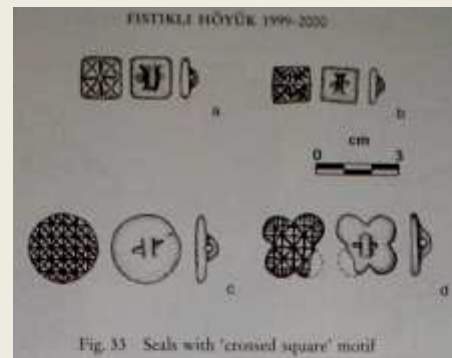 FISTIKLI HÖYÜK 1999-2000
a
b
cm
0 3
c
d
Fig. 33 Seals with 'crossed square' motif